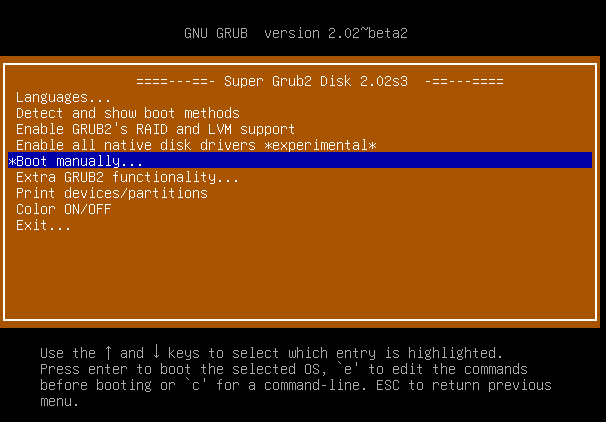 GNU GRUB  version 2.02~beta2
====---==- Super Grub2 Disk 2.02s3  -==---====
Languages...
Detect and show boot methods
Enable GRUB2's RAID and LVM support
Enable all native disk drivers *experimental*
*Boot manually...
Extra GRUB2 functionality...
Print devices/partitions
Color ON/OFF
Exit...
Use the ↑ and ↓ keys to select which entry is highlighted.
Press enter to boot the selected OS, `e' to edit the commands
before booting or `c' for a command-line. ESC to return previous
menu.